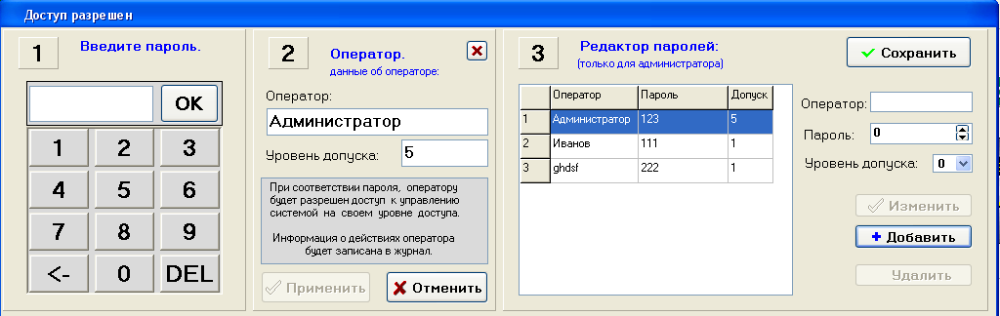 Доступ разрешен
1 Введите пароль.
OK
1 2 3
4 5 6
7 8 9
<- 0 DEL
2 Оператор.
данные об операторе:
Оператор:
Администратор
Уровень допуска: 5
При соответствии пароля, оператору
будет разрешен доступ к управлению
системой на своем уровне доступа.
Информация о действиях оператора
будет записана в журнал.
Применить Отменить
3 Редактор паролей:
(только для администратора)
Сохранить
Оператор Пароль Допуск
1 Администратор 123 5
2 Иванов 111 1
3 ghdsf 222 1
Оператор:
Пароль: 0
Уровень допуска: 0
Изменить
Добавить
Удалить